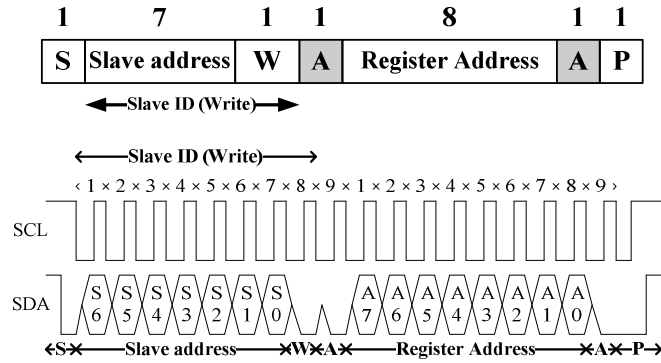 1 7 1 1 8 1 1
S Slave address W A Register Address A P
Slave ID (Write)
Slave ID (Write)
1 × 2 × 3 × 4 × 5 × 6 × 7 × 8 × 9 × 1 × 2 × 3 × 4 × 5 × 6 × 7 × 8 × 9
SCL
SDA S6 S5 S4 S3 S2 S1 S0 A7 A6 A5 A4 A3 A2 A1 A0
S Slave address W A Register Address A P